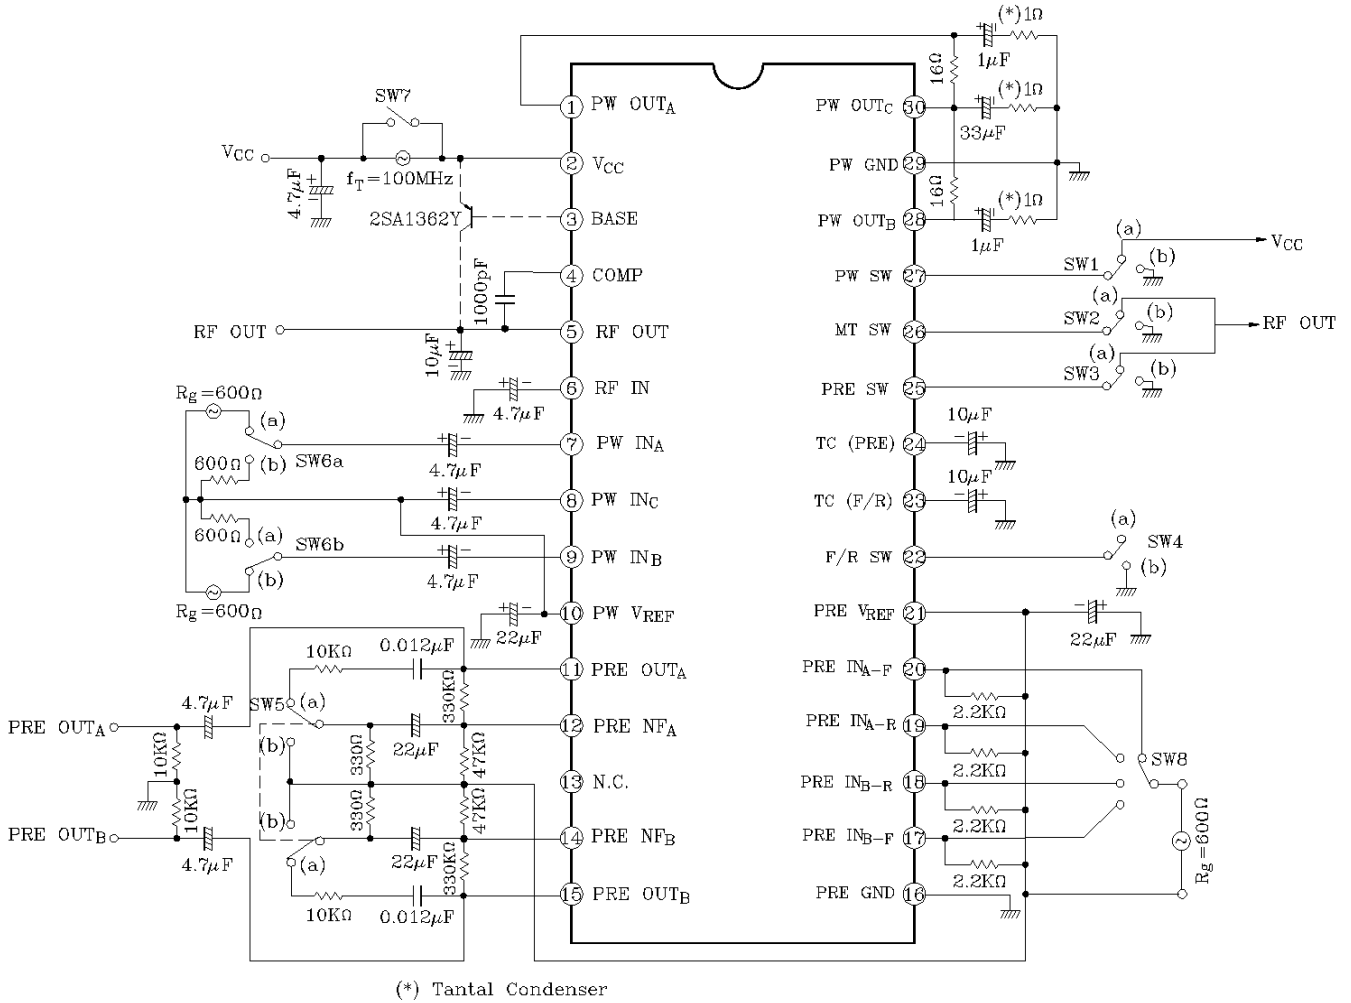 (*)1Ω
1µF
16Ω
SW7
1 PW OUTA
PW OUTC 30
(*)1Ω
33µF
VCC
fT=100MHz
4.7µF
2 VCC
PW GND 29
16Ω
2SA1362Y
3 BASE
PW OUTB 28
(*)1Ω
1µF
(a)
VCC
(b)
SW1
4 COMP
1000pF
PW SW 27
(a)
(b)
SW2
RF OUT
RF OUT
10µF
5 RF OUT
MT SW 26
(a)
(b)
SW3
6 RF IN
4.7µF
PRE SW 25
Rg=600Ω
(a)
SW6a
600Ω
(b)
4.7µF
7 PW INA
TC (PRE) 24
10µF
4.7µF
8 PW INC
TC (F/R) 23
10µF
600Ω
(a)
SW6b
(b)
Rg=600Ω
4.7µF
9 PW INB
F/R SW 22
(a)
SW4
(b)
22µF
10 PW VREF
PRE VREF 21
22µF
10KΩ
0.012µF
11 PRE OUTA
PRE INA-F 20
2.2KΩ
4.7µF
SW5
(a)
330KΩ
PRE OUTA
22µF
12 PRE NFA
PRE INA-R 19
2.2KΩ
10KΩ
(b)
330Ω
47KΩ
SW8
13 N.C.
PRE INB-R 18
2.2KΩ
10KΩ
(b)
330Ω
47KΩ
Rg=600Ω
PRE OUTB
4.7µF
(a)
22µF
330KΩ
14 PRE NFB
PRE INB-F 17
2.2KΩ
10KΩ
0.012µF
15 PRE OUTB
PRE GND 16
(*) Tantal Condenser